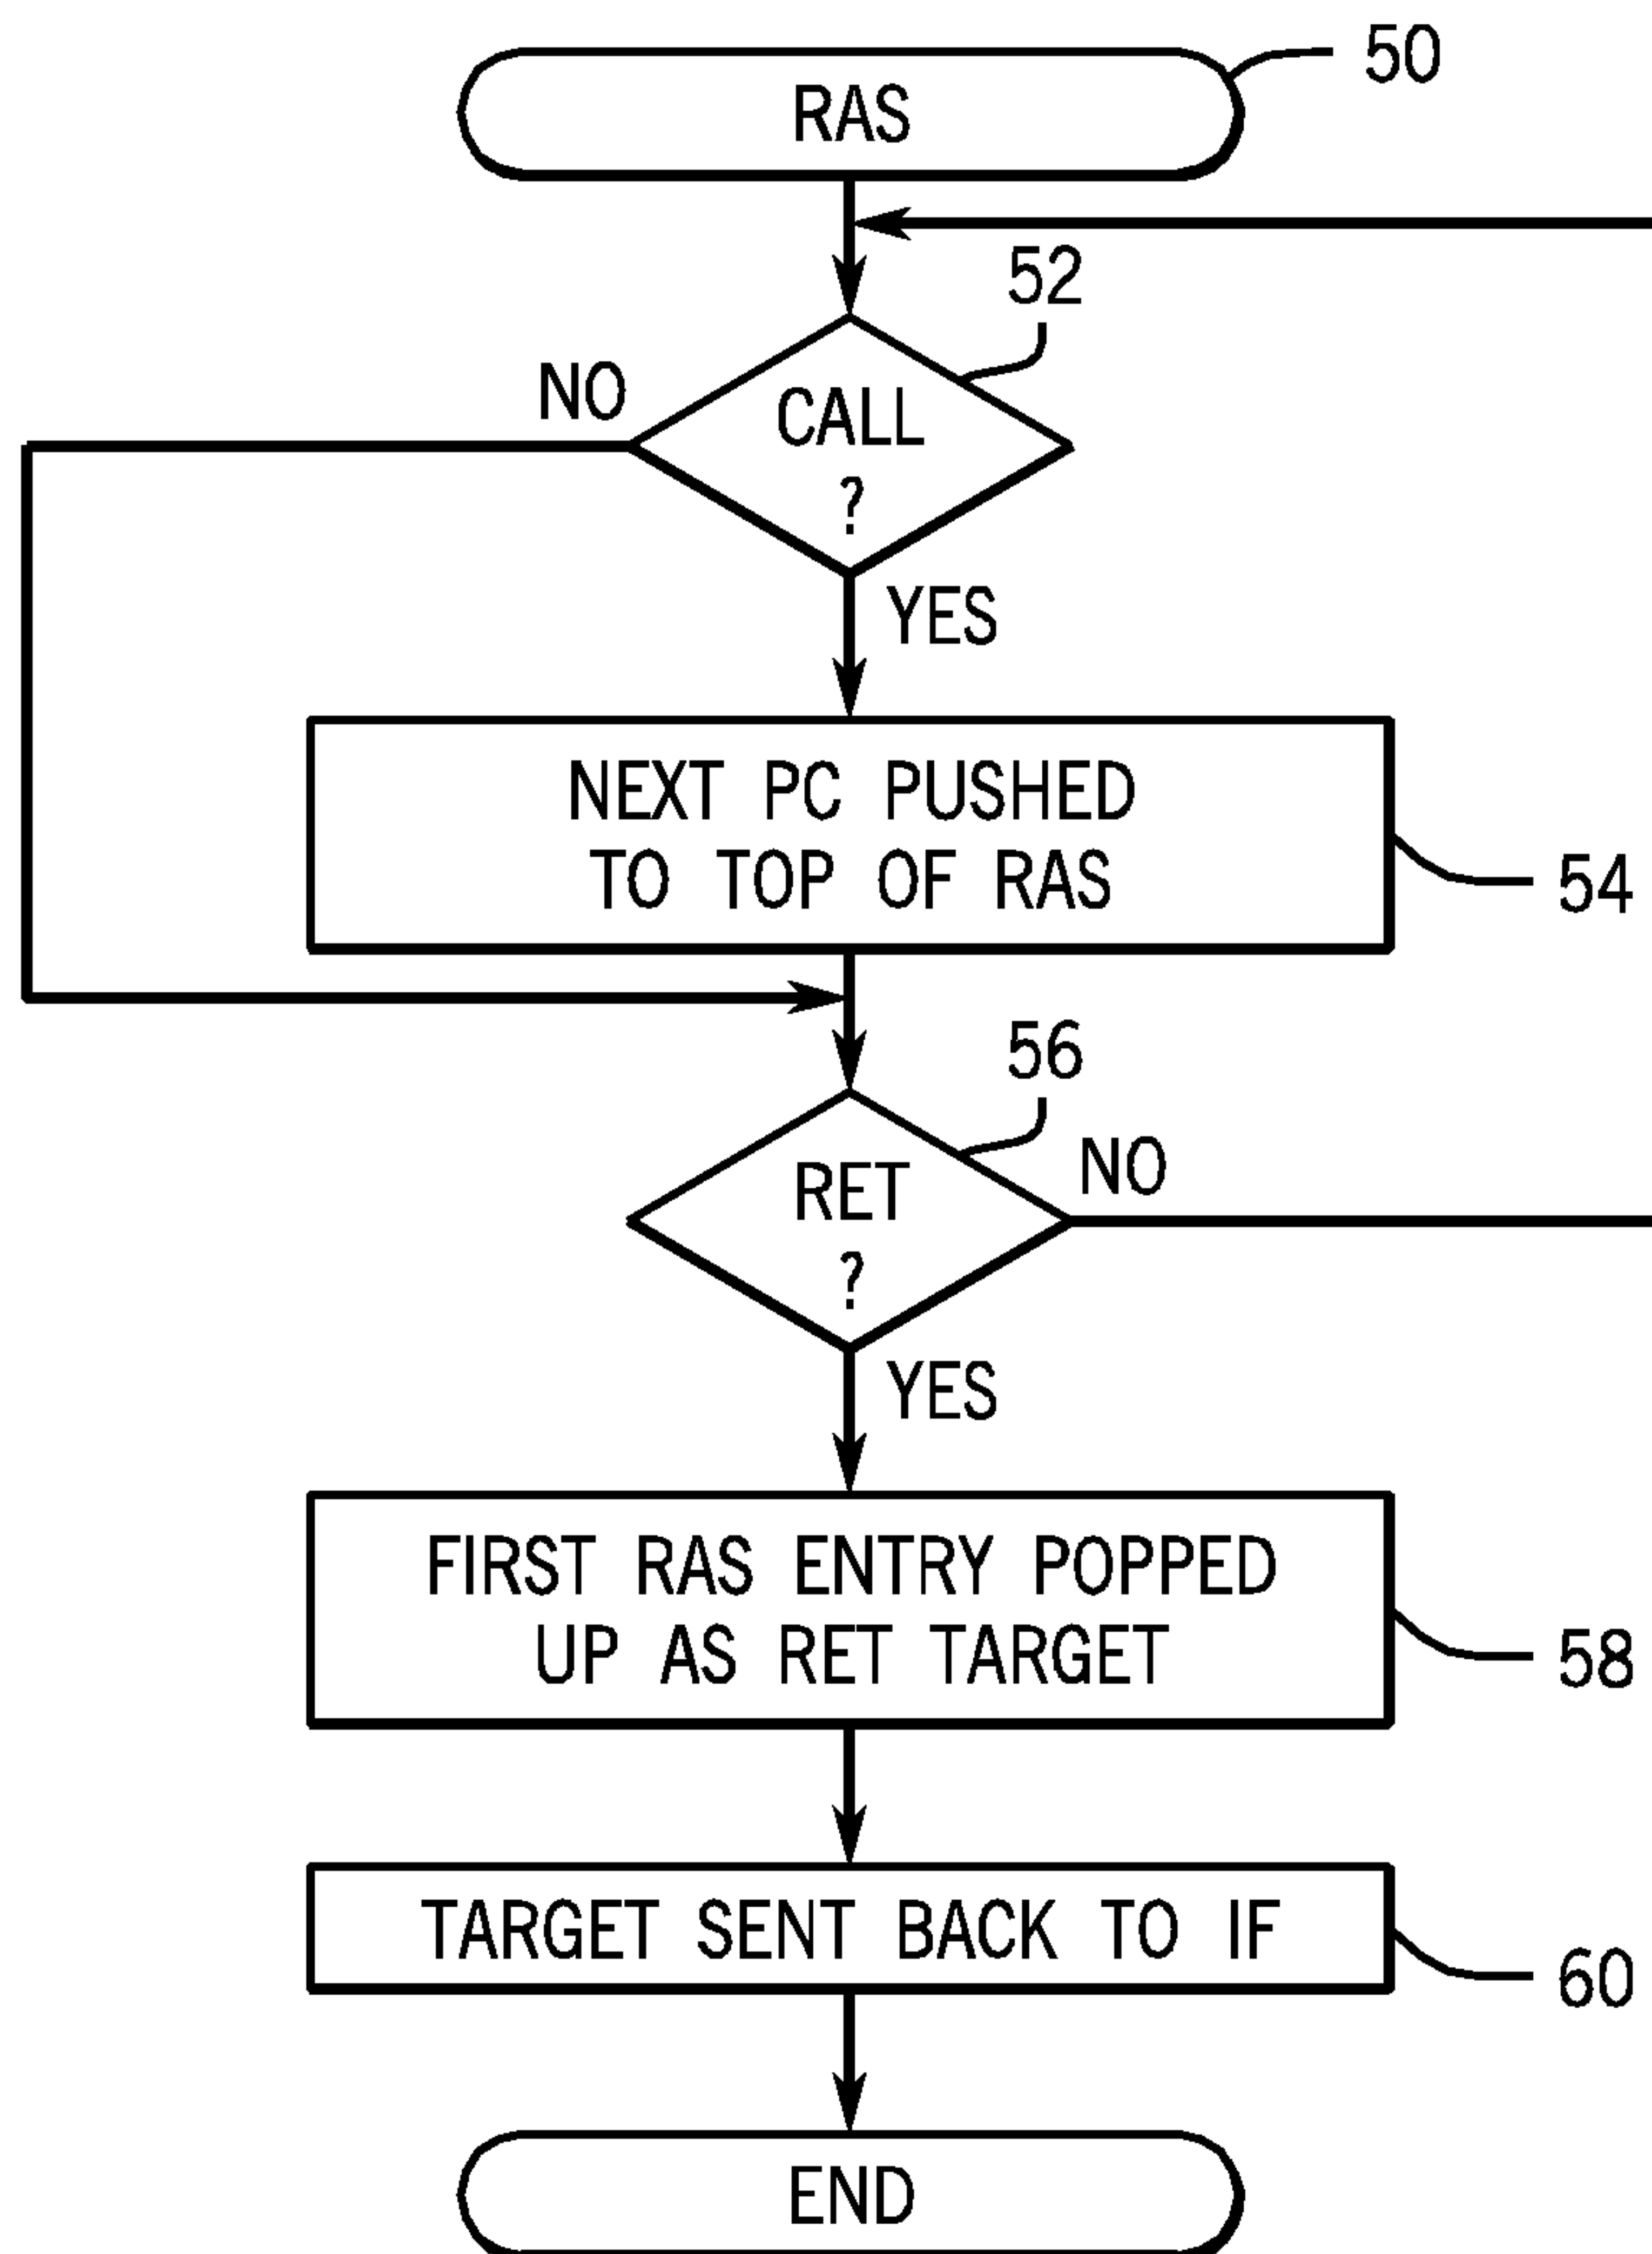 50
RAS
52
NO
CALL
?
YES
NEXT PC PUSHED
TO TOP OF RAS
54
56
NO
RET
?
YES
FIRST RAS ENTRY POPPED
UP AS RET TARGET
58
TARGET SENT BACK TO IF
60
END